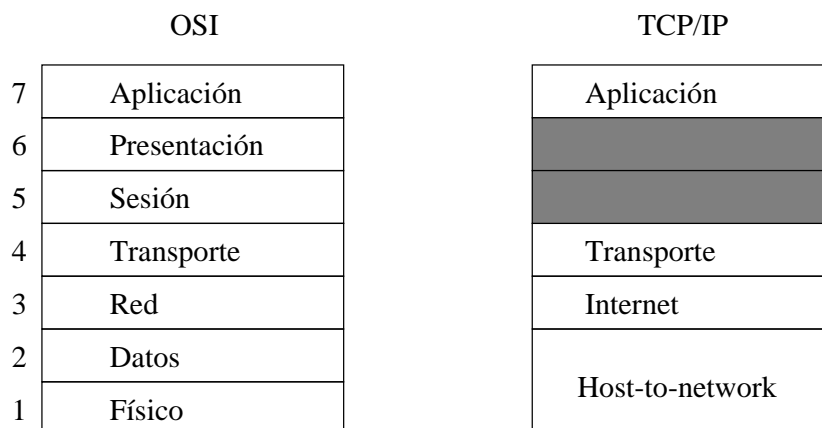 OSI TCP/IP
7 Aplicación Aplicación
6 Presentación
5 Sesión
4 Transporte Transporte
3 Red Internet
2 Datos
Host-to-network
1 Físico